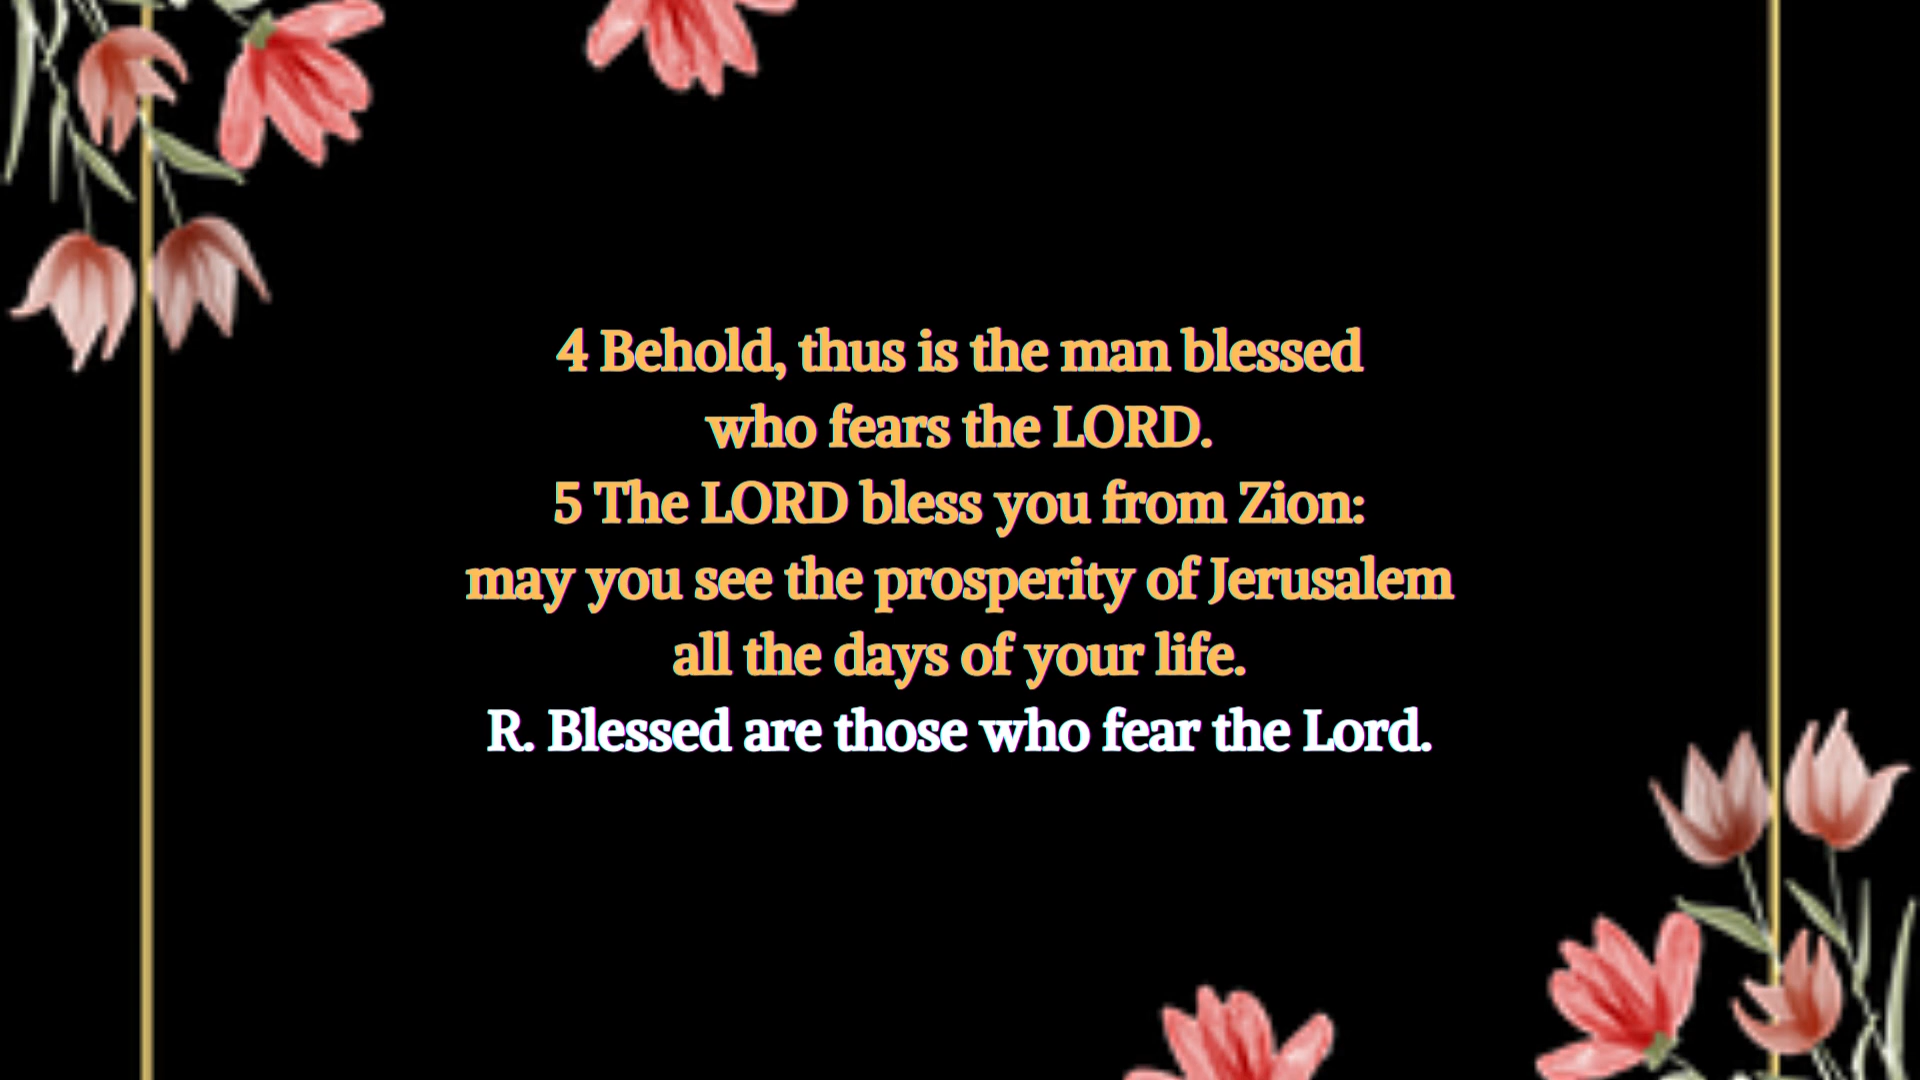 4 Behold, thus is the man blessed
who fears the LORD.
5 The LORD bless you from Zion:
may you see the prosperity of Jerusalem
all the days of your life.
R. Blessed are those who fear the Lord.